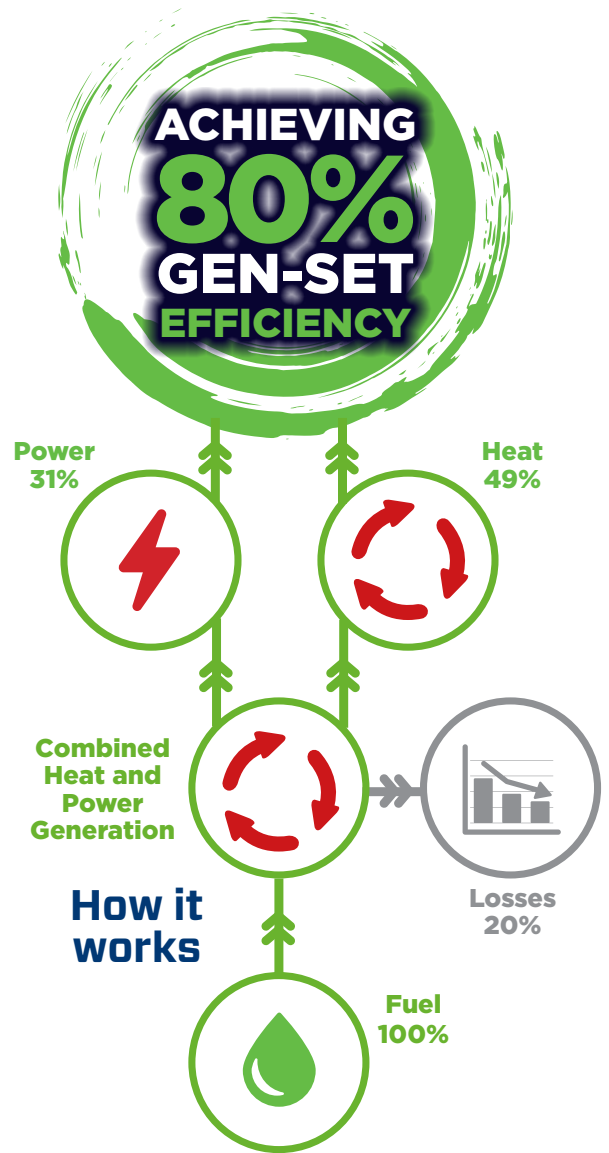 ACHIEVING
80%
GEN-SET
EFFICIENCY
Power
31%
Heat
49%
Combined
Heat and
Power
Generation
Losses
20%
How it
works
Fuel
100%